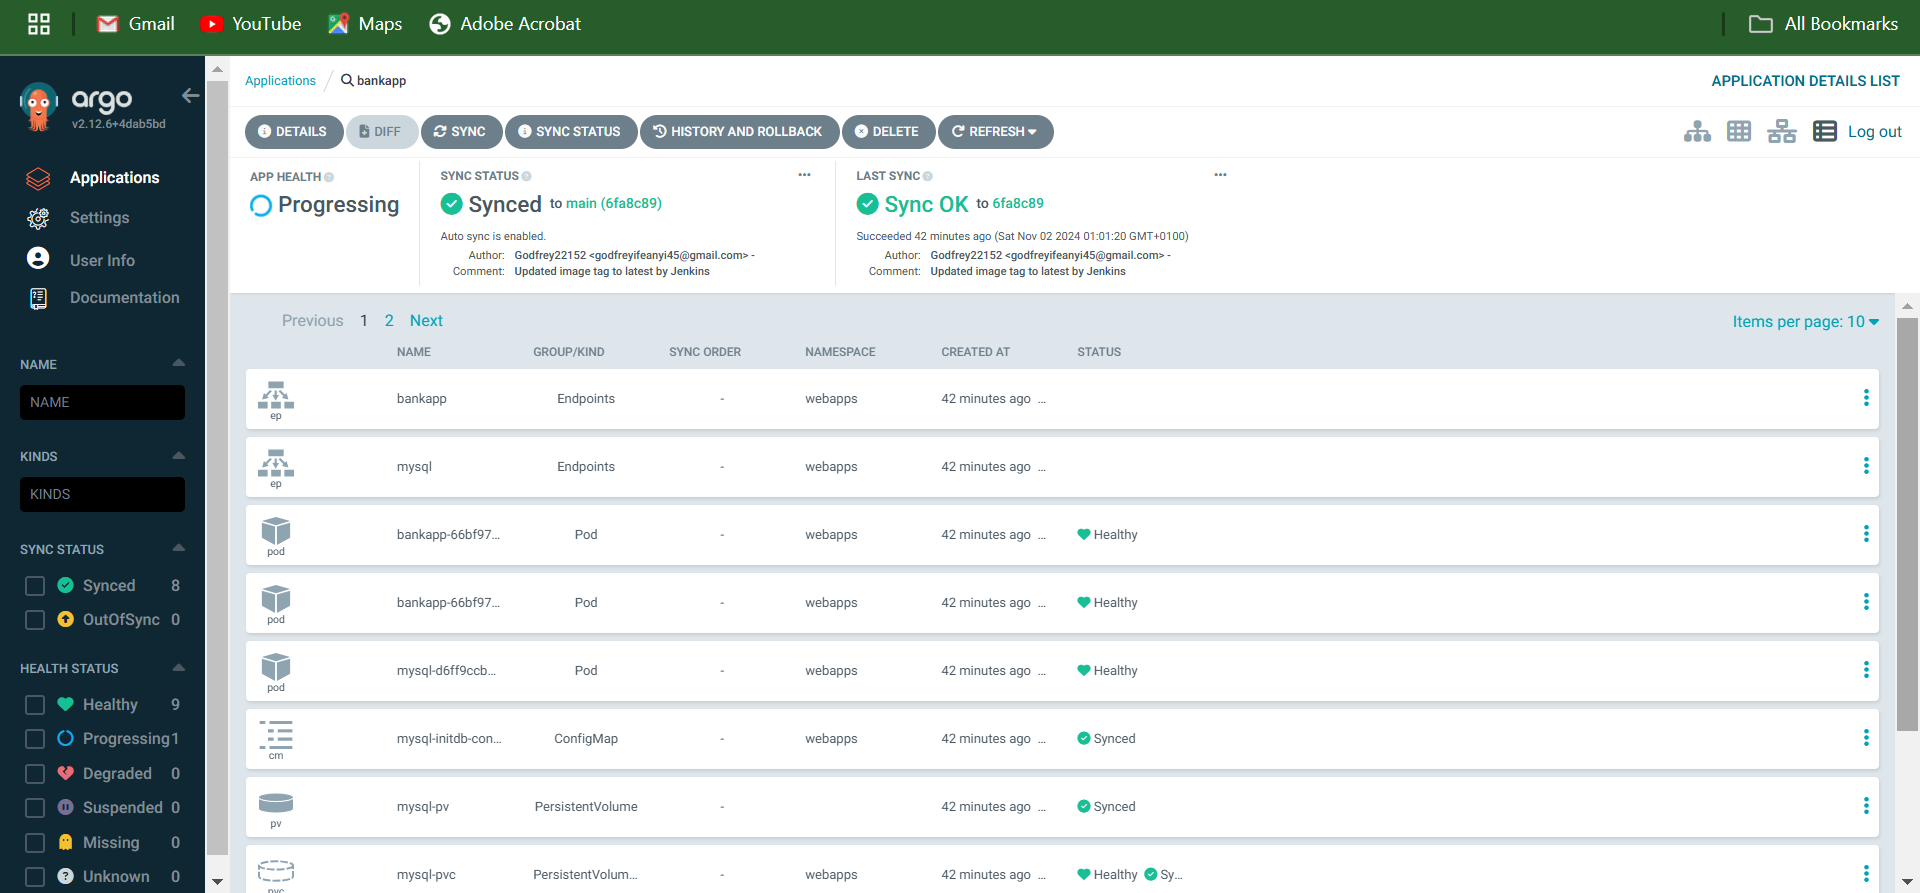 Gmail
YouTube
Maps
Adobe Acrobat
All Bookmarks
argo
v2.12.6+4dab5bd
Applications
Settings
User Info
Documentation
NAME
NAME
KINDS
KINDS
SYNC STATUS
Synced 8
OutOfSync 0
HEALTH STATUS
Healthy 9
Progressing 1
Degraded 0
Suspended 0
Missing 0
Unknown 0
Applications / bankapp
APPLICATION DETAILS LIST
DETAILS DIFF SYNC SYNC STATUS HISTORY AND ROLLBACK DELETE REFRESH
Log out
APP HEALTH
Progressing
SYNC STATUS
Synced to main (6fa8c89)
Auto sync is enabled.
Author: Godfrey22152 <godfreyifeanyi45@gmail.com> -
Comment: Updated image tag to latest by Jenkins
LAST SYNC
Sync OK to 6fa8c89
Succeeded 42 minutes ago (Sat Nov 02 2024 01:01:20 GMT+0100)
Author: Godfrey22152 <godfreyifeanyi45@gmail.com> -
Comment: Updated image tag to latest by Jenkins
Previous 1 2 Next
Items per page: 10
NAME GROUP/KIND SYNC ORDER NAMESPACE CREATED AT STATUS
ep bankapp Endpoints - webapps 42 minutes ago ...
ep mysql Endpoints - webapps 42 minutes ago ...
pod bankapp-66bf97... Pod - webapps 42 minutes ago ... Healthy
pod bankapp-66bf97... Pod - webapps 42 minutes ago ... Healthy
pod mysql-d6ff9ccb... Pod - webapps 42 minutes ago ... Healthy
cm mysql-initdb-con... ConfigMap - webapps 42 minutes ago ... Synced
pv mysql-pv PersistentVolume - 42 minutes ago ... Synced
pvc mysql-pvc PersistentVolum... - webapps 42 minutes ago ... Healthy Sy...